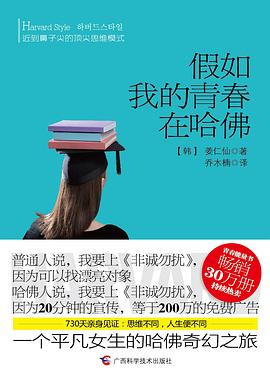 Harvard Style 하버드스타일
近到鼻子尖的顶尖思维模式
假如
我的青春
在哈佛
【韩】 姜仁仙◎著
乔木楠◎译
青春能量书
畅销
30万册
持续热卖
普通人说，我要上《非诚勿扰》，
因为可以找漂亮对象
哈佛人说，我要上《非诚勿扰》，
因为20分钟的宣传，等于200万的免费广告
730天亲身见证：思维不同，人生便不同
一个平凡女生的哈佛奇幻之旅
广西科学技术出版社